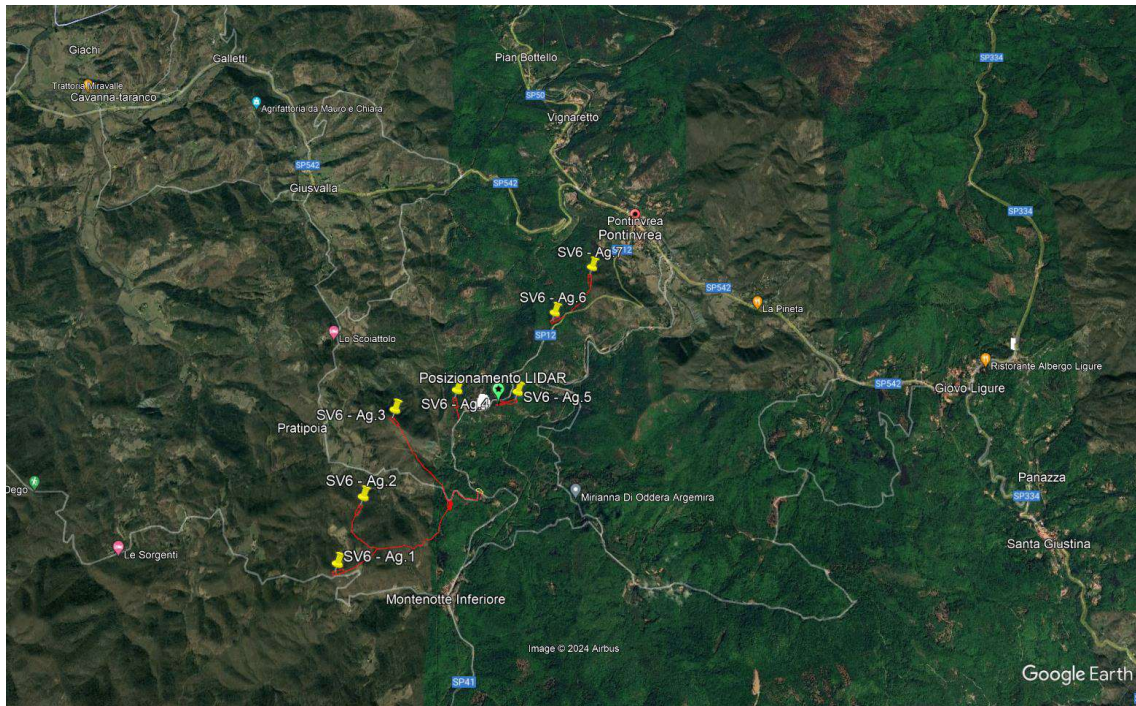 Giachi
Galletti
Trattoria Miravalle
Cavanna-taranco
Agrifattoria da Mauro e Chiara
Pian Bottello
SP50
Vignaretto
SP334
SP542
Giusvalla
SP542
SP334
Pontinvrea
Pontinvrea
SV6 - Ag.7
SP542
SV6 - Ag.6
La Pineta
SP12
Lo Scoiattolo
Ristorante Albergo Ligure
Posizionamento LIDAR
SP542
Giovo Ligure
SV6 - Ag.5
SV6 - Ag.3
Pratipoia
SV6 - Ag.2
Dego
Mirianna Di Oddera Argemira
Panazza
SP334
Le Sorgenti
SV6 - Ag.1
Santa Giustina
Montenotte Inferiore
Image © 2024 Airbus
Google Earth
SP41